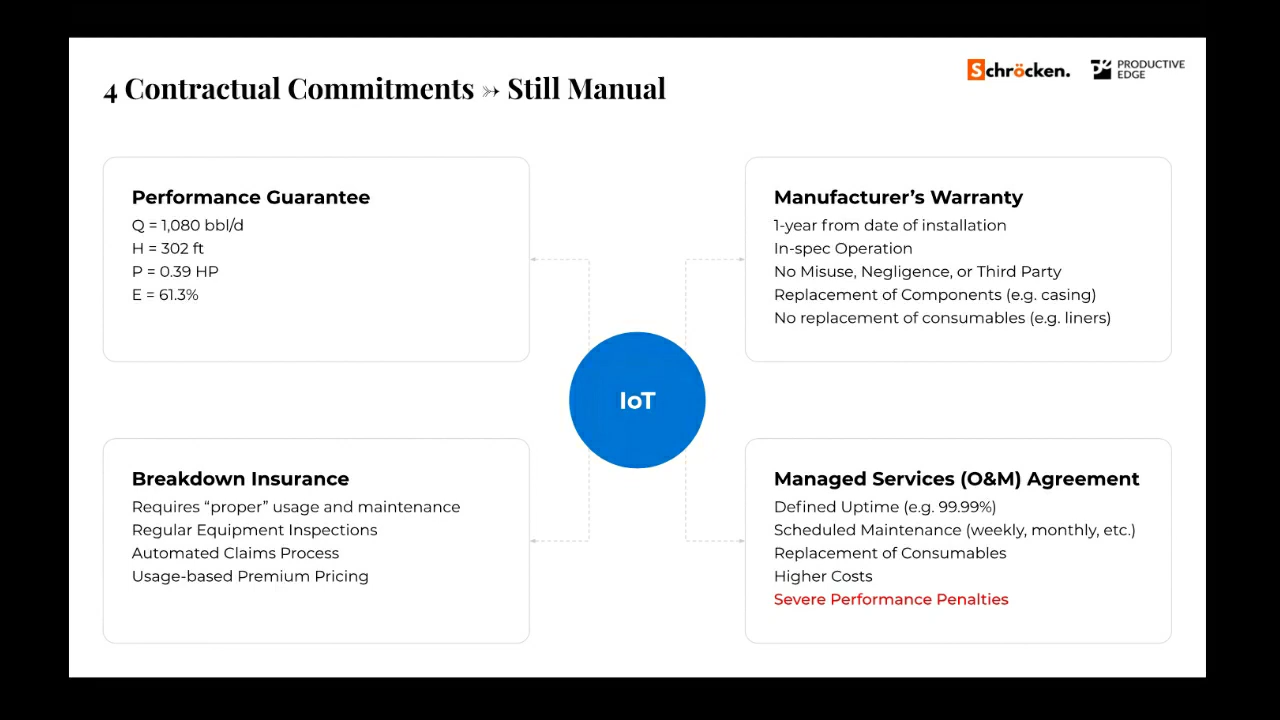 4 Contractual Commitments ➳ Still Manual
Schröcken.
PRODUCTIVE
EDGE
Performance Guarantee
Q = 1,080 bbl/d
H = 302 ft
P = 0.39 HP
E = 61.3%
Manufacturer’s Warranty
1-year from date of installation
In-spec Operation
No Misuse, Negligence, or Third Party
Replacement of Components (e.g. casing)
No replacement of consumables (e.g. liners)
IoT
Breakdown Insurance
Requires “proper” usage and maintenance
Regular Equipment Inspections
Automated Claims Process
Usage-based Premium Pricing
Managed Services (O&M) Agreement
Defined Uptime (e.g. 99.99%)
Scheduled Maintenance (weekly, monthly, etc.)
Replacement of Consumables
Higher Costs
Severe Performance Penalties